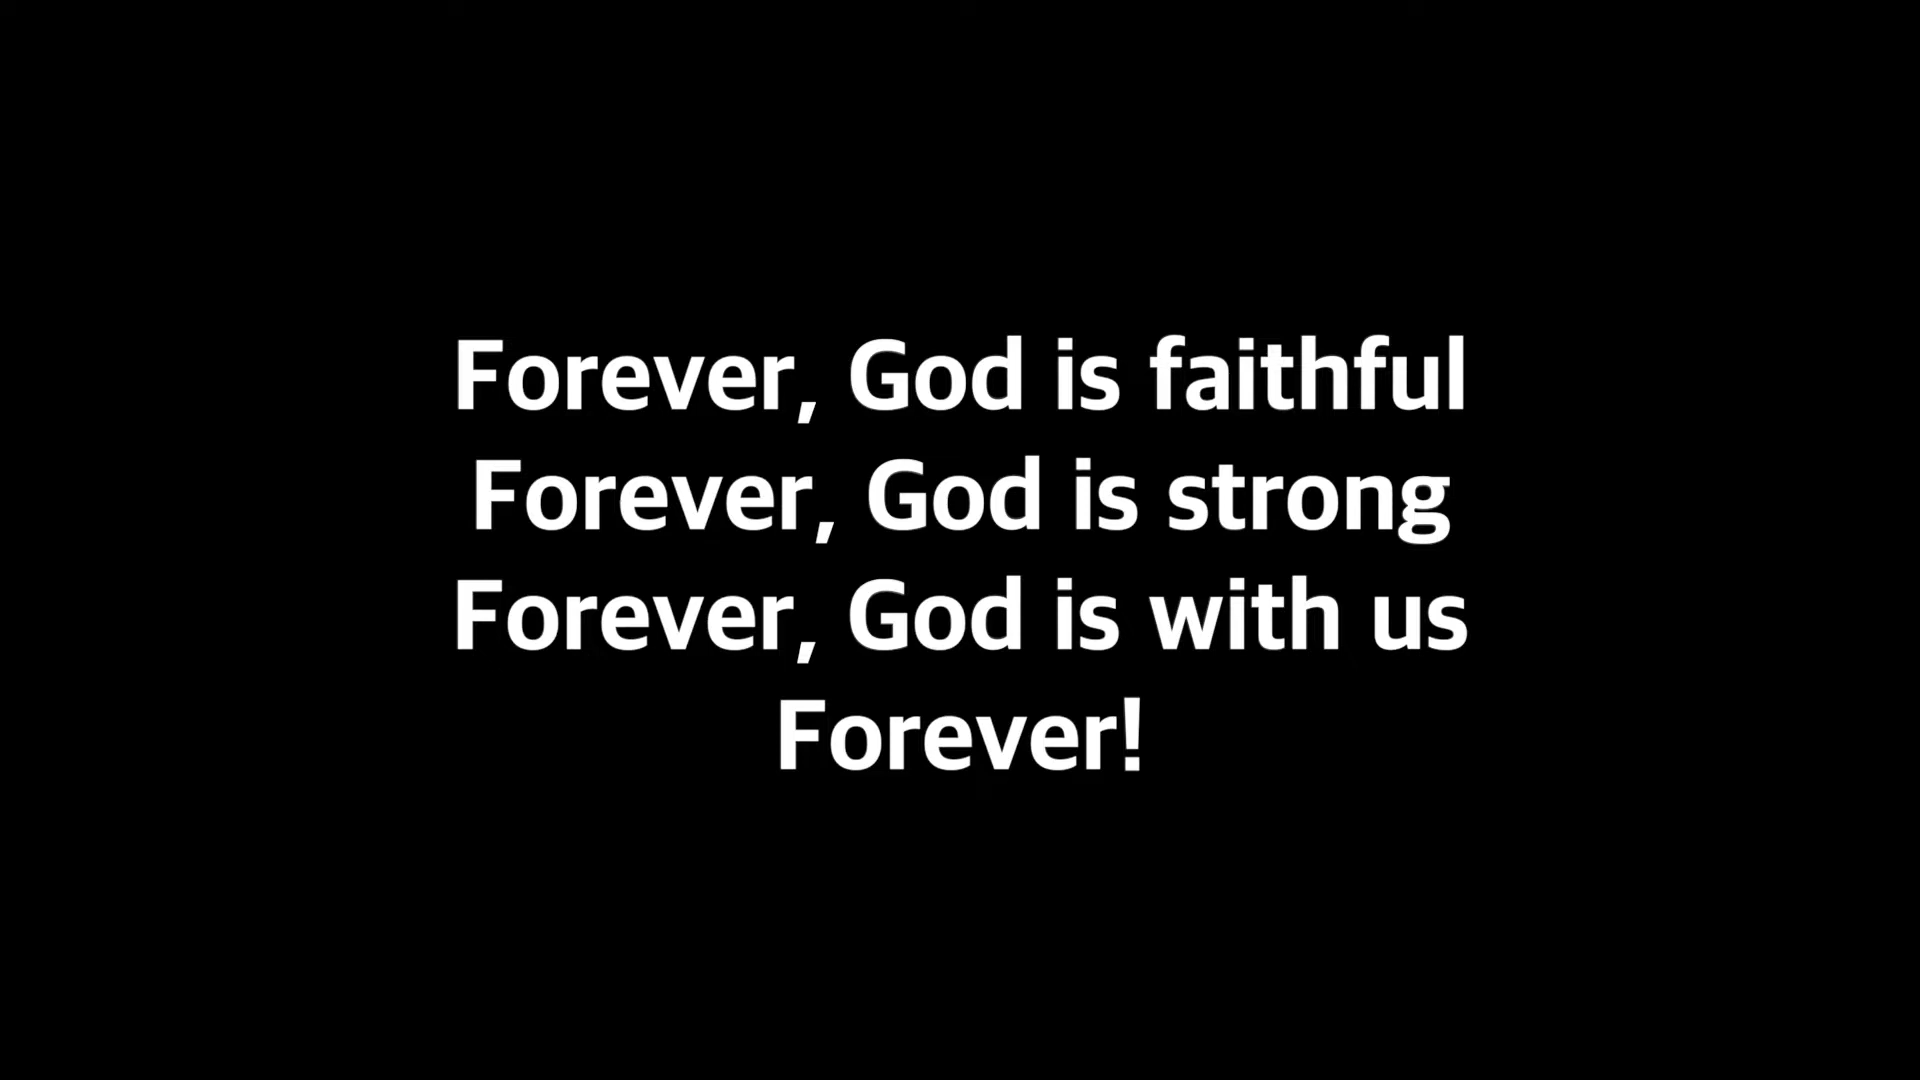 Forever, God is faithful
Forever, God is strong
Forever, God is with us
Forever!